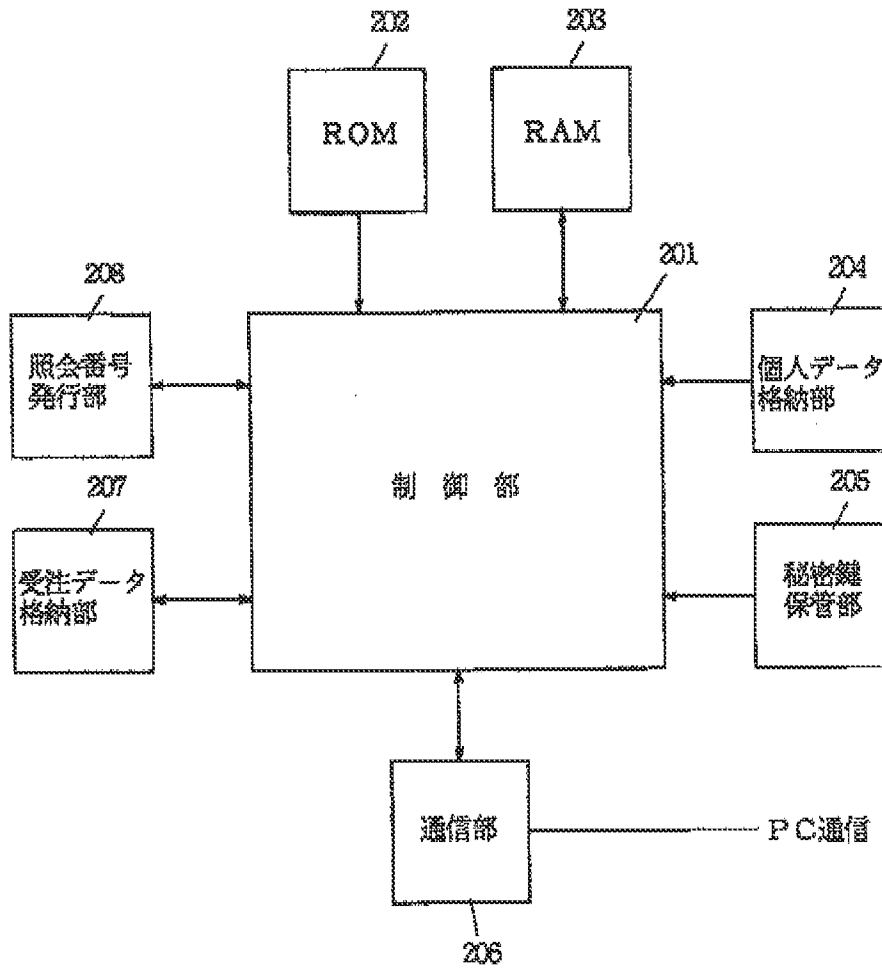 202
203
ROM
RAM
201
208
204
照会番号
発行部
個人データ
格納部
207
制 御 部
205
受注データ
格納部
秘密鍵
保管部
通信部
PC通信
206